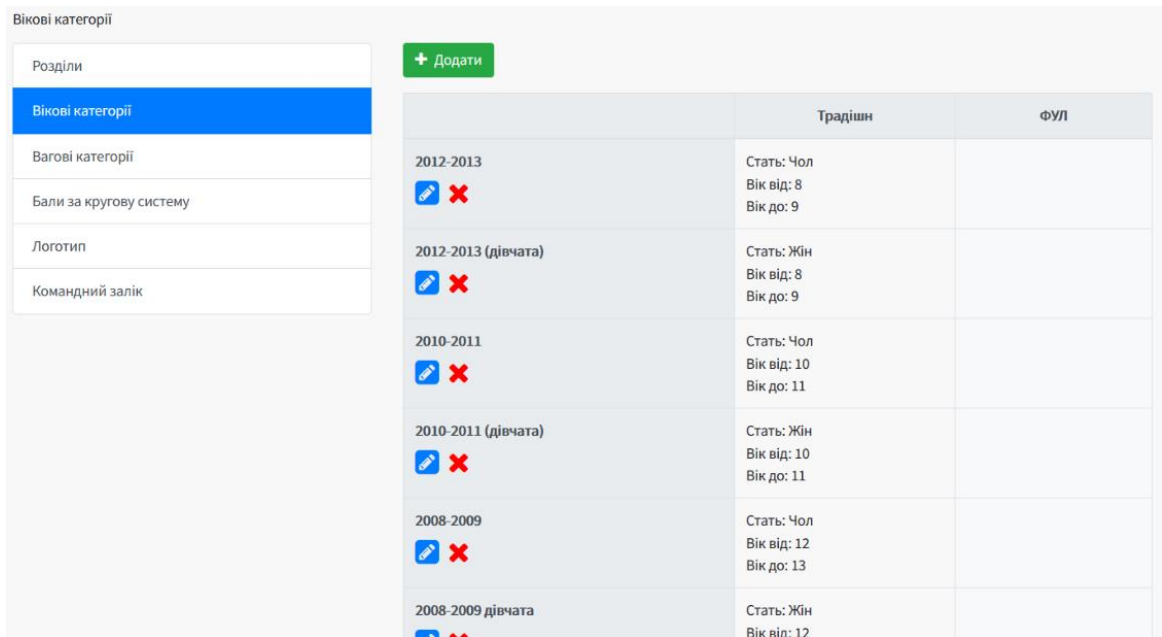 Вікові категорії
Розділи
Вікові категорії
Вагові категорії
Бали за кругову систему
Логотип
Командний залік
Додати
Традішн
ФУЛ
2012-2013
Стать: Чол
Вік від: 8
Вік до: 9
2012-2013 (дівчата)
Стать: Жін
Вік від: 8
Вік до: 9
2010-2011
Стать: Чол
Вік від: 10
Вік до: 11
2010-2011 (дівчата)
Стать: Жін
Вік від: 10
Вік до: 11
2008-2009
Стать: Чол
Вік від: 12
Вік до: 13
2008-2009 дівчата
Стать: Жін
Вік від: 12